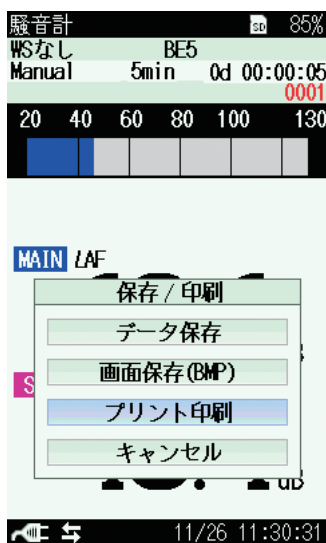 騒音計 SD 85%
WSなし BE5
Manual 5min 0d 00:00:05
0001
20 40 60 80 100 130
MAIN LAF
保存 / 印刷
データ保存
画面保存(BMP)
S
プリント印刷
キャンセル
dB
11/26 11:30:31